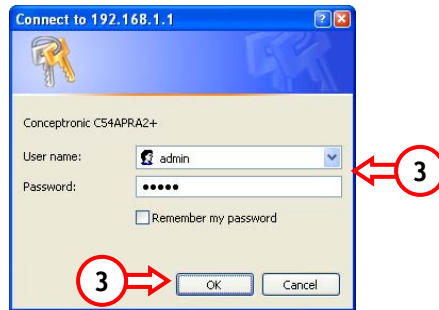 Connect to 192.168.1.1
Conceptronic C54APRA2+
User name: admin
Password: •••••
3
Remember my password
3
OK Cancel